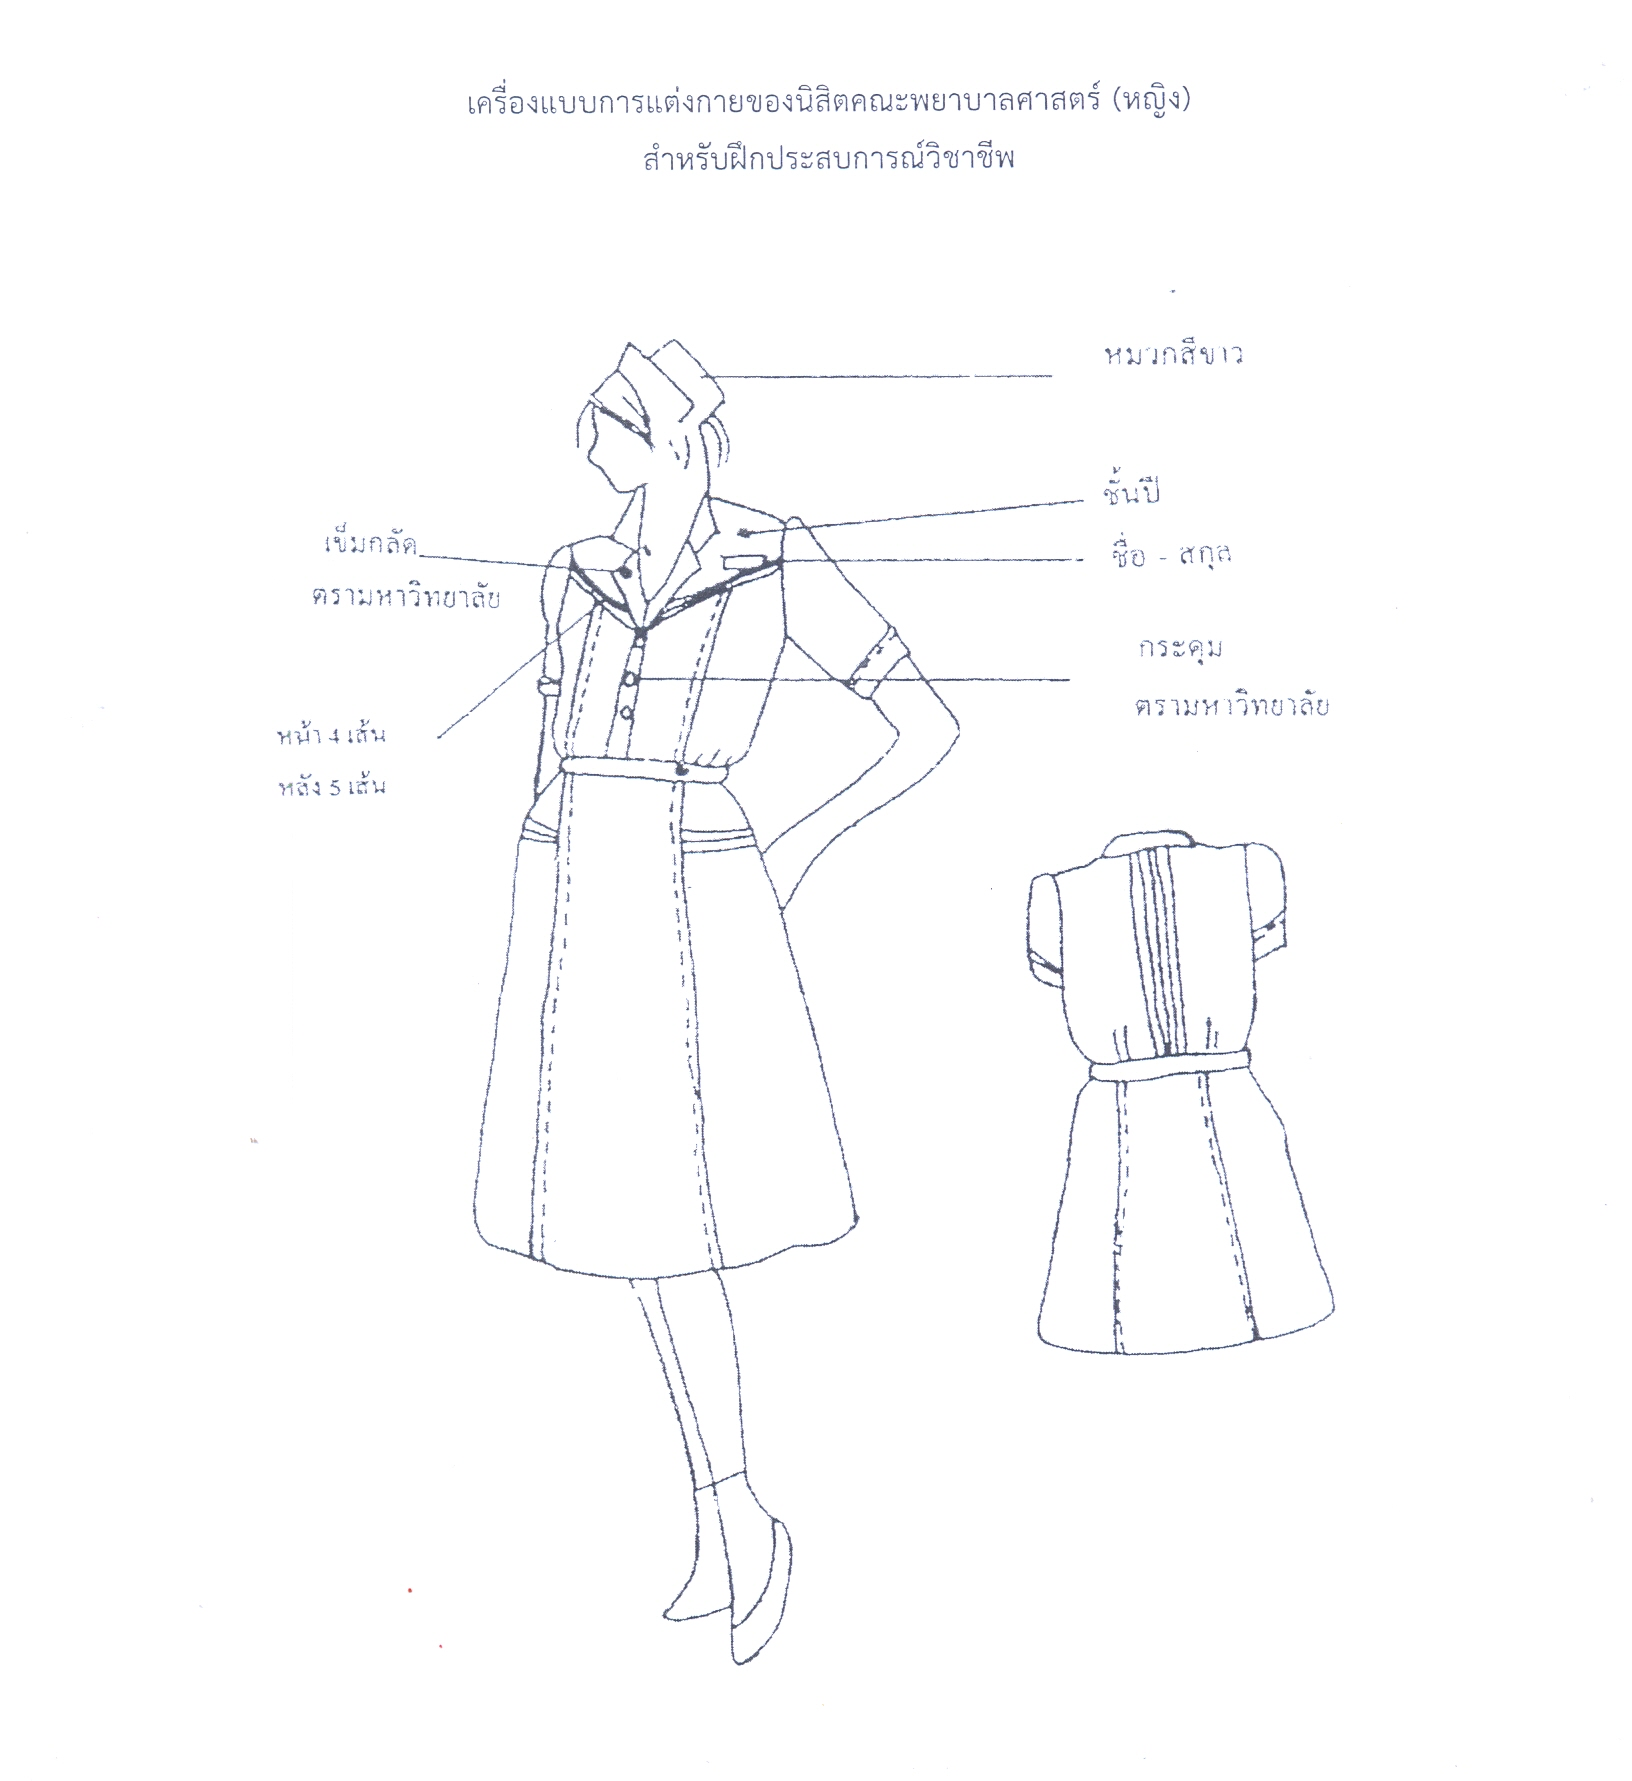 เครื่องแบบการแต่งกายของนิสิตคณะพยาบาลศาสตร์ (หญิง)
สำหรับฝึกประสบการณ์วิชาชีพ
หมวกสีขาว
ชั้นปี
ชื่อ - สกุล
เข็มกลัด
ตรามหาวิทยาลัย
กระดุม
ตรามหาวิทยาลัย
หน้า 4 เส้น
หลัง 5 เส้น